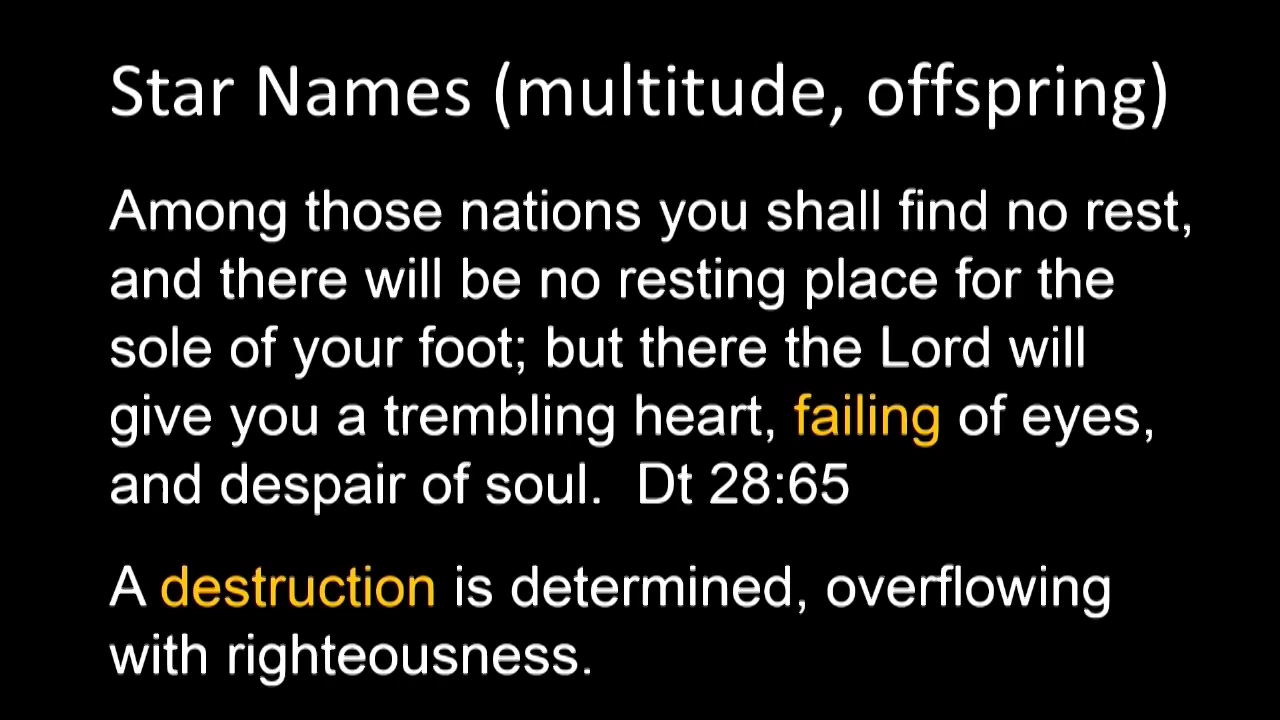 Star Names (multitude, offspring)
Among those nations you shall find no rest,
and there will be no resting place for the
sole of your foot; but there the Lord will
give you a trembling heart, failing of eyes,
and despair of soul.  Dt 28:65
A destruction is determined, overflowing
with righteousness.